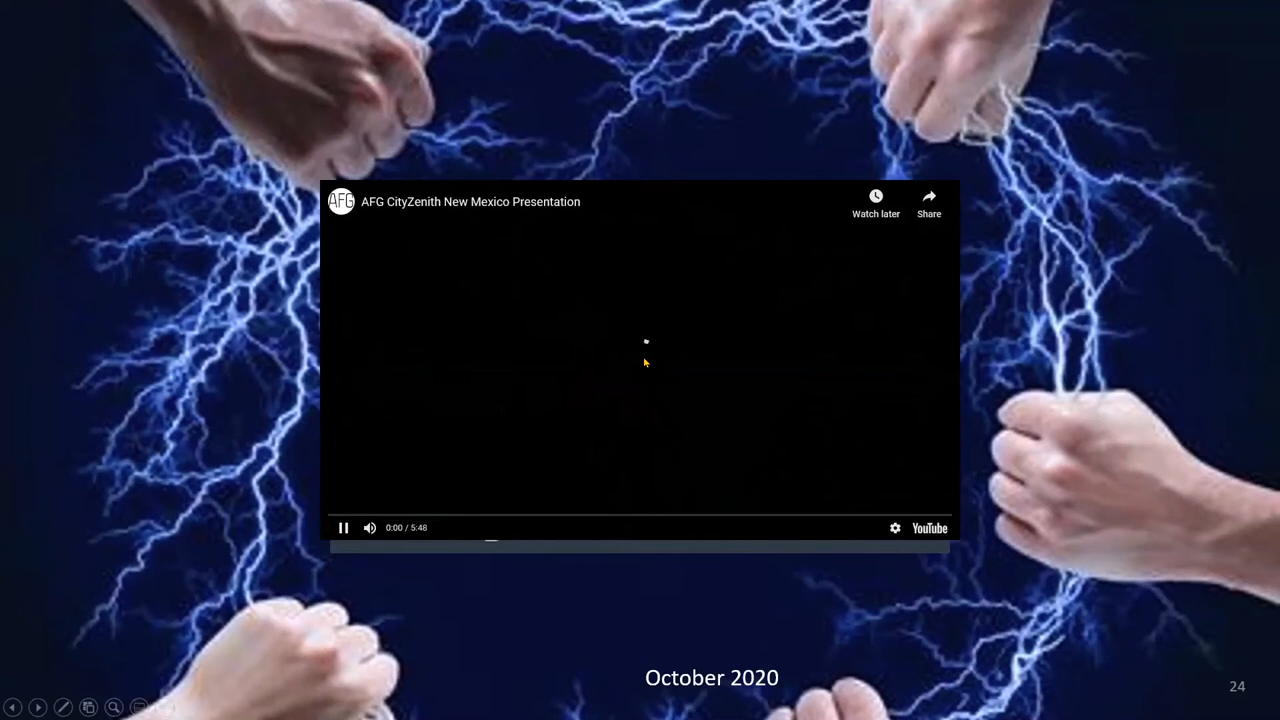 AFG
AFG CityZenith New Mexico Presentation
Watch later
Share
0:00 / 5:48
YouTube
October 2020
24